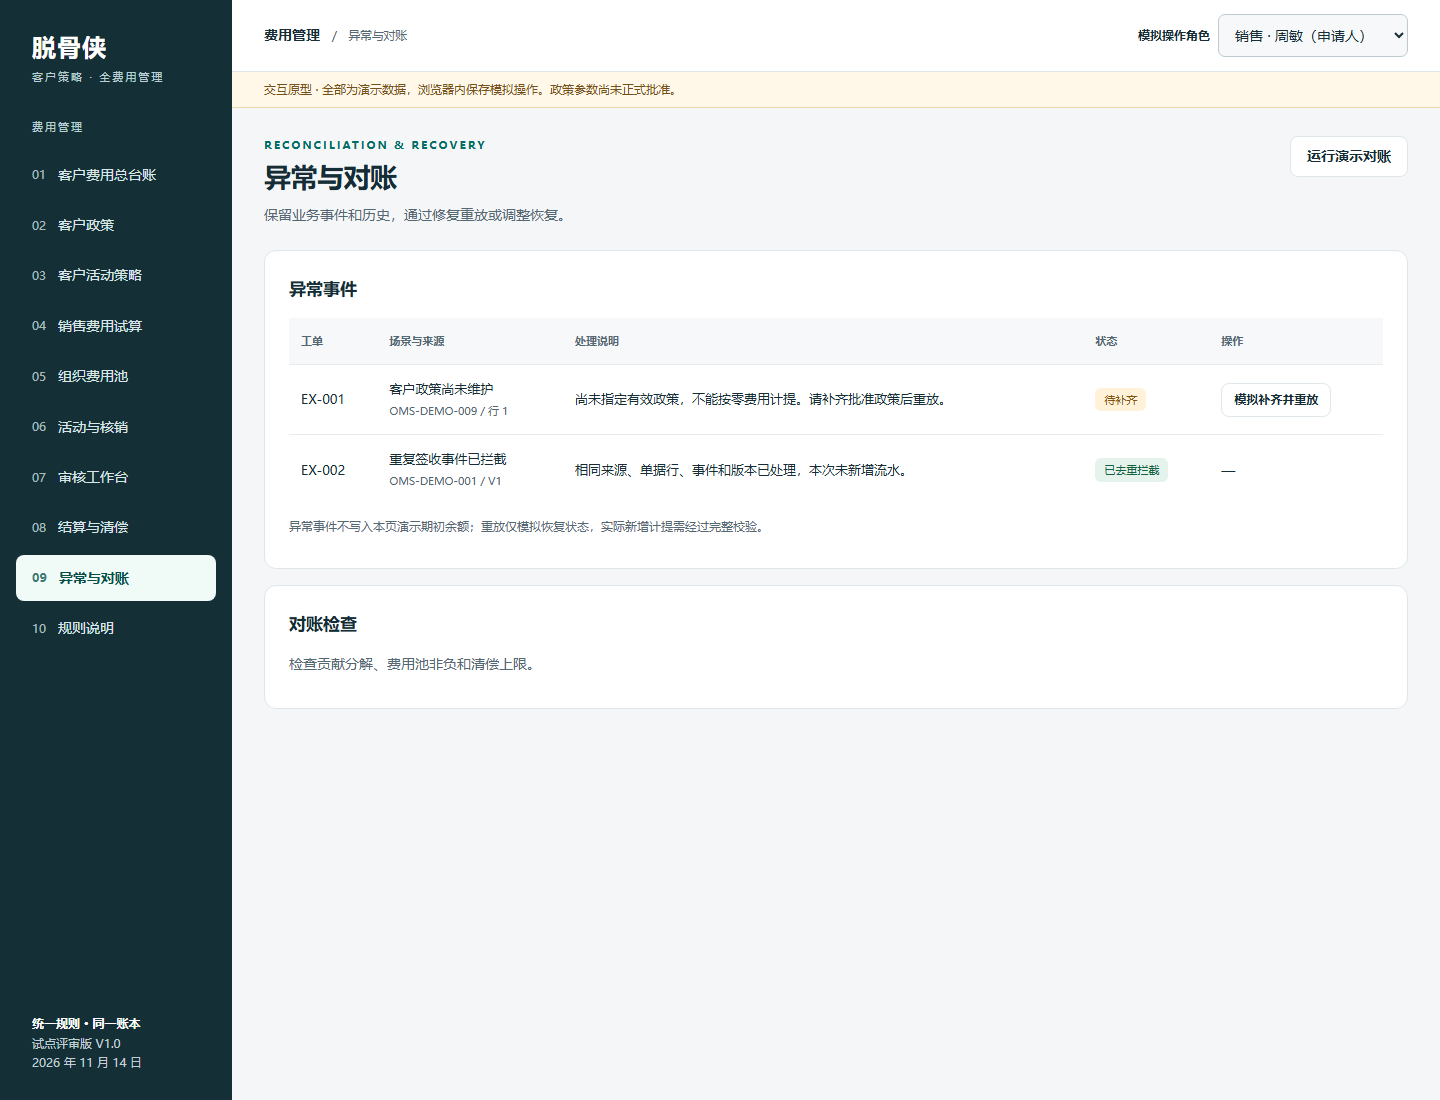 脱骨侠
客户策略 · 全费用管理
费用管理
01 客户费用总台账
02 客户政策
03 客户活动策略
04 销售费用试算
05 组织费用池
06 活动与核销
07 审核工作台
08 结算与清偿
09 异常与对账
10 规则说明
统一规则 · 同一账本
试点评审版 V1.0
2026 年 11 月 14 日
费用管理 / 异常与对账
模拟操作角色 销售 · 周敏（申请人）
交互原型 · 全部为演示数据，浏览器内保存模拟操作。政策参数尚未正式批准。
RECONCILIATION & RECOVERY
异常与对账
保留业务事件和历史，通过修复重放或调整恢复。
运行演示对账
异常事件
工单 场景与来源 处理说明 状态 操作
EX-001 客户政策尚未维护 OMS-DEMO-009 / 行 1 尚未指定有效政策，不能按零费用计提。请补齐批准政策后重放。 待补齐 模拟补齐并重放
EX-002 重复签收事件已拦截 OMS-DEMO-001 / V1 相同来源、单据行、事件和版本已处理，本次未新增流水。 已去重拦截 —
异常事件不写入本页演示期初余额；重放仅模拟恢复状态，实际新增计提需经过完整校验。
对账检查
检查贡献分解、费用池非负和清偿上限。